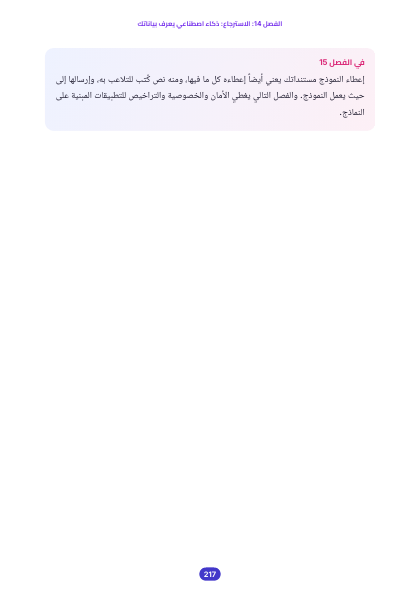 الفصل 14: الاسترجاع: ذكاء اصطناعي يعرف بياناتك
في الفصل 15
إعطاء النموذج مستنداتك يعني أيضاً إعطاءه كل ما فيها، ومنه نص كُتب للتلاعب به، وإرسالها إلى
حيث يعمل النموذج. والفصل التالي يغطي الأمان والخصوصية والتراخيص للتطبيقات المبنية على
النماذج.
217